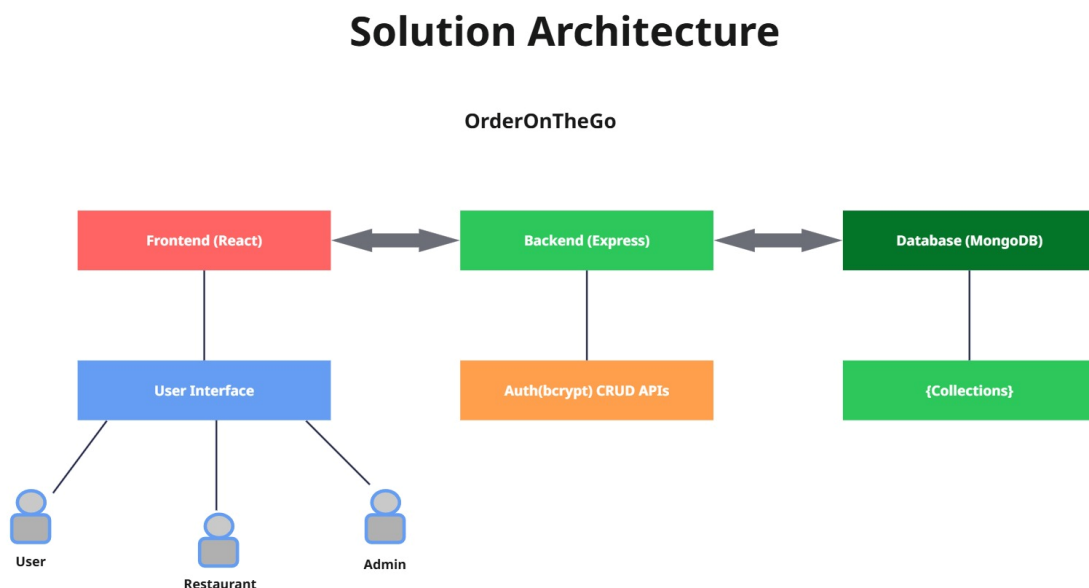 Solution Architecture
OrderOnTheGo
Frontend (React)
Backend (Express)
Database (MongoDB)
User Interface
Auth(bcrypt) CRUD APIs
{Collections}
User
Restaurant
Admin